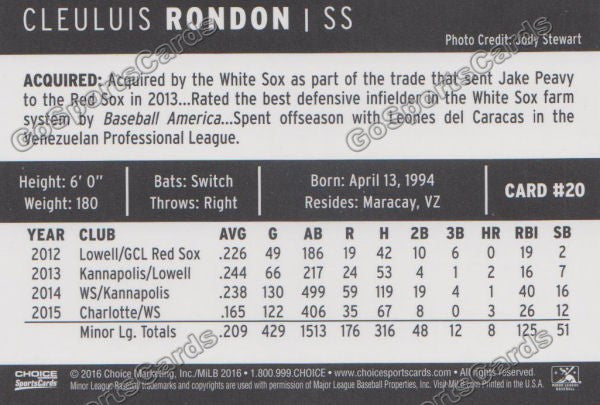 CLEULUIS RONDON | SS
Photo Credit: Jody Stewart
ACQUIRED: Acquired by the White Sox as part of the trade that sent Jake Peavy
to the Red Sox in 2013...Rated the best defensive infielder in the White Sox farm
system by Baseball America...Spent offseason with Leones del Caracas in the
Venezuelan Professional League.
Height: 6' 0"
Weight: 180
Bats: Switch
Throws: Right
Born: April 13, 1994
Resides: Maracay, VZ
CARD #20
YEAR CLUB AVG G AB R H 2B 3B HR RBI SB
2012 Lowell/GCL Red Sox .226 49 186 19 42 10 6 0 19 2
2013 Kannapolis/Lowell .244 66 217 24 53 4 1 2 16 7
2014 WS/Kannapolis .238 130 499 59 119 19 4 1 40 16
2015 Charlotte/WS .165 122 406 35 67 8 0 3 26 12
Minor Lg. Totals .209 429 1513 176 316 48 12 8 125 51
CHOICE
SportsCards
© 2016 Choice Marketing, Inc./MiLB 2016 • 1.800.999.CHOICE • www.choicesportscards.com • All rights reserved.
Minor League Baseball trademarks and copyrights are used with permission of Major League Baseball Properties, Inc. Visit MiLB.com Printed in the U.S.A.
MINOR LEAGUE
BASEBALL
GoSportsCards
GoSportsCards
GoSportsCards
GoSportsCards